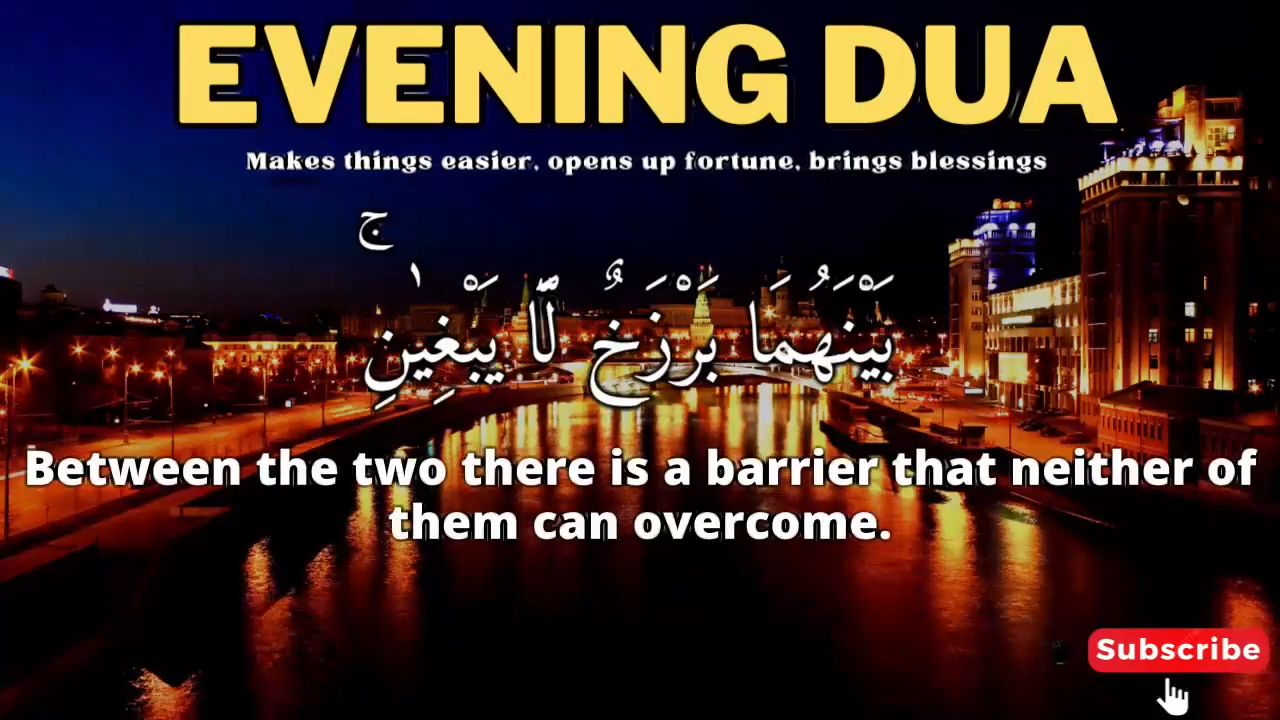 EVENING DUA
Makes things easier, opens up fortune, brings blessings
بَيْنَهُمَا بَرْزَخٌ لَّا يَبْغِيٰنِۚ
Between the two there is a barrier that neither of
them can overcome.
Subscribe